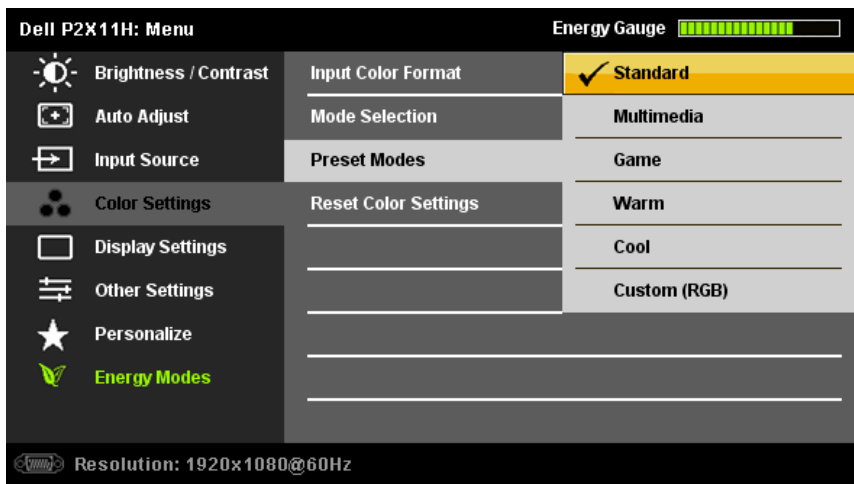 Dell P2X11H: Menu
Energy Gauge
Brightness / Contrast
Auto Adjust
Input Source
Color Settings
Display Settings
Other Settings
Personalize
Energy Modes
Input Color Format
Mode Selection
Preset Modes
Reset Color Settings
Standard
Multimedia
Game
Warm
Cool
Custom (RGB)
Resolution: 1920x1080@60Hz